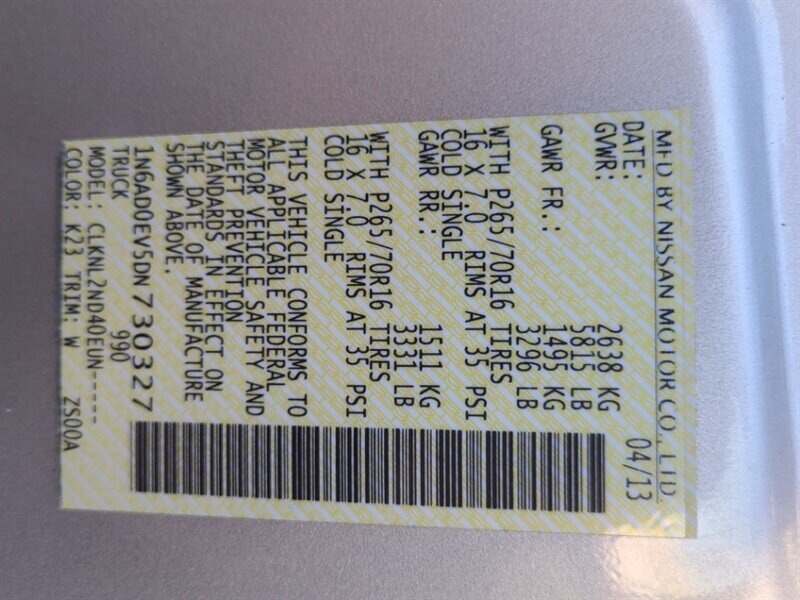 MFD BY NISSAN MOTOR CO., LTD.
DATE: 04/13
GVWR: 2638 KG
5815 LB
GAWR FR.: 1495 KG
3296 LB
WITH P265/70R16 TIRES
16 X 7.0 RIMS AT 35 PSI
COLD SINGLE
GAWR RR.: 1511 KG
3331 LB
WITH P265/70R16 TIRES
16 X 7.0 RIMS AT 35 PSI
COLD SINGLE
THIS VEHICLE CONFORMS TO
ALL APPLICABLE FEDERAL
MOTOR VEHICLE SAFETY AND
THEFT PREVENTION
STANDARDS IN EFFECT ON
THE DATE OF MANUFACTURE
SHOWN ABOVE.
1N6AD0EV5DN730327
TRUCK 990
MODEL: CLKNL2ND40EUN-----
COLOR: K23 TRIM: W ZS00A